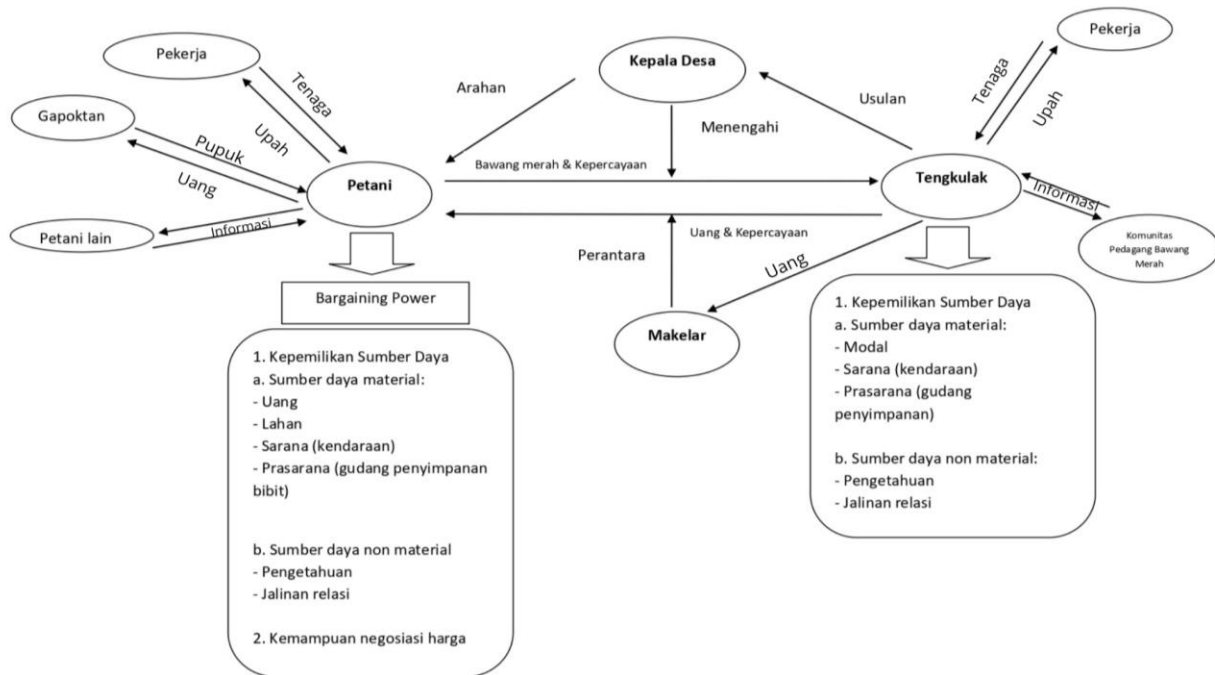 Pekerja
Kepala Desa
Pekerja
Tenaga
Upah
Arahan
Usulan
Tenaga
Upah
Gapoktan
Pupuk
Uang
Menengahi
Petani
Bawang merah & Kepercayaan
Tengkulak
Informasi
Petani lain
Informasi
Uang & Kepercayaan
Perantara
Uang
Komunitas
Pedagang Bawang
Merah
Bargaining Power
Makelar
1. Kepemilikan Sumber Daya
a. Sumber daya material:
- Uang
- Lahan
- Sarana (kendaraan)
- Prasarana (gudang penyimpanan
bibit)
b. Sumber daya non material
- Pengetahuan
- Jalinan relasi
2. Kemampuan negosiasi harga
1. Kepemilikan Sumber Daya
a. Sumber daya material:
- Modal
- Sarana (kendaraan)
- Prasarana (gudang
penyimpanan)
b. Sumber daya non material:
- Pengetahuan
- Jalinan relasi